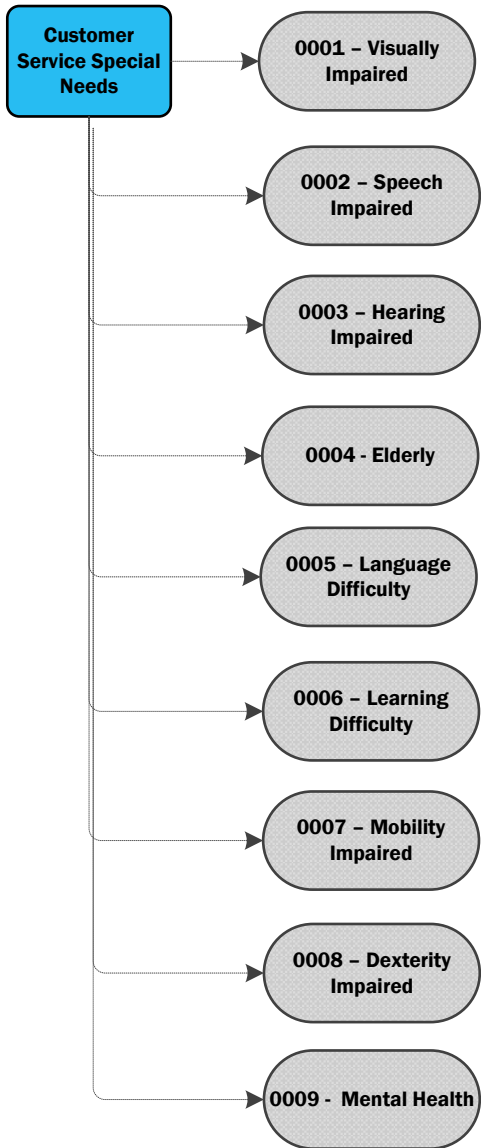 Customer
Service Special
Needs
0001 – Visually
Impaired
0002 – Speech
Impaired
0003 – Hearing
Impaired
0004 - Elderly
0005 – Language
Difficulty
0006 – Learning
Difficulty
0007 – Mobility
Impaired
0008 – Dexterity
Impaired
0009 -  Mental Health